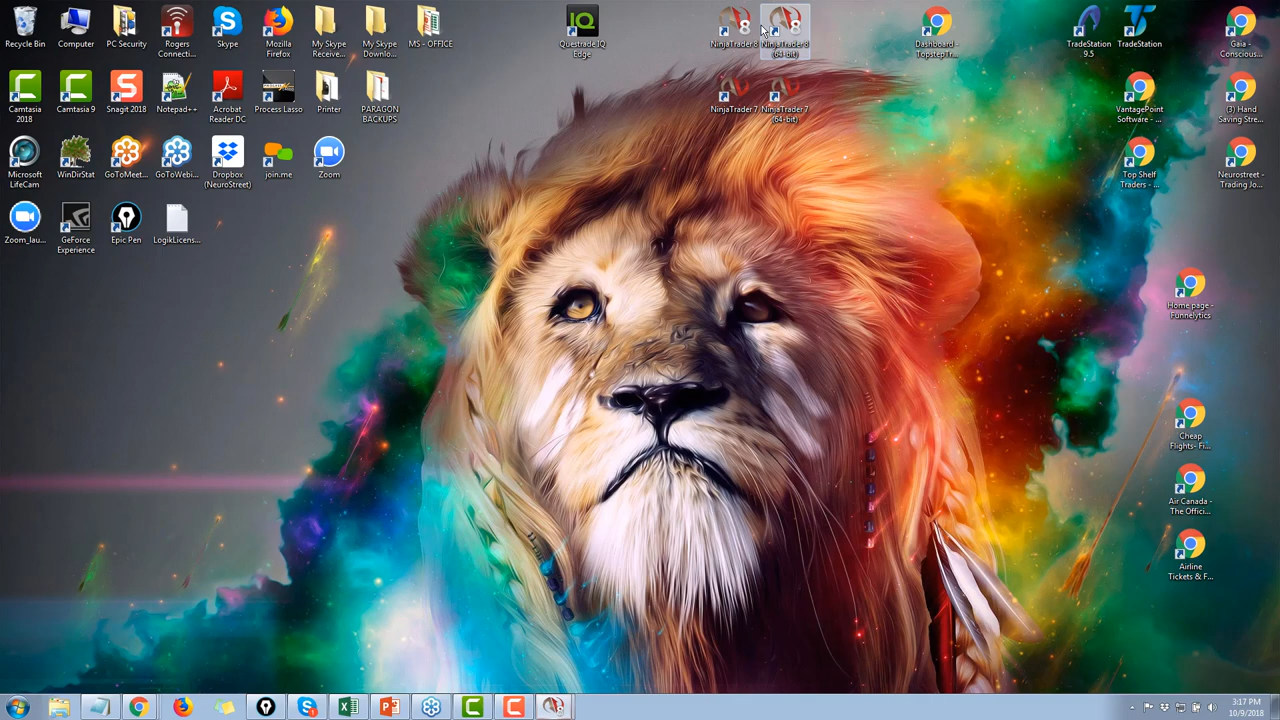 Recycle Bin
Computer
PC Security
Rogers
Connecti...
Skype
Mozilla
Firefox
My Skype
Receive...
My Skype
Downlo...
MS - OFFICE
IQ
Questrade IQ
Edge
8
NinjaTrader 8
8
NinjaTrader 8
(64-bit)
Dashboard -
TopstepTr...
TradeStation
9.5
TradeStation
Gaia -
Conscious...
Camtasia
2018
Camtasia 9
Snagit 2018
Notepad++
Acrobat
Reader DC
Process Lasso
Printer
PARAGON
BACKUPS
NinjaTrader 7
NinjaTrader 7
(64-bit)
VantagePoint
Software - ...
(3) Hand
Saving Stre...
Microsoft
LifeCam
WinDirStat
GoToMeet...
GoToWebi...
Dropbox
(NeuroStreet)
join.me
Zoom
Top Shelf
Traders - ...
Neurostreet -
Trading Jo...
Zoom_lau...
GeForce
Experience
Epic Pen
LogikLicens...
Home page -
Funnelytics
Cheap
Flights- Fi...
Air Canada -
The Offici...
Airline
Tickets & F...
3:17 PM
10/9/2018